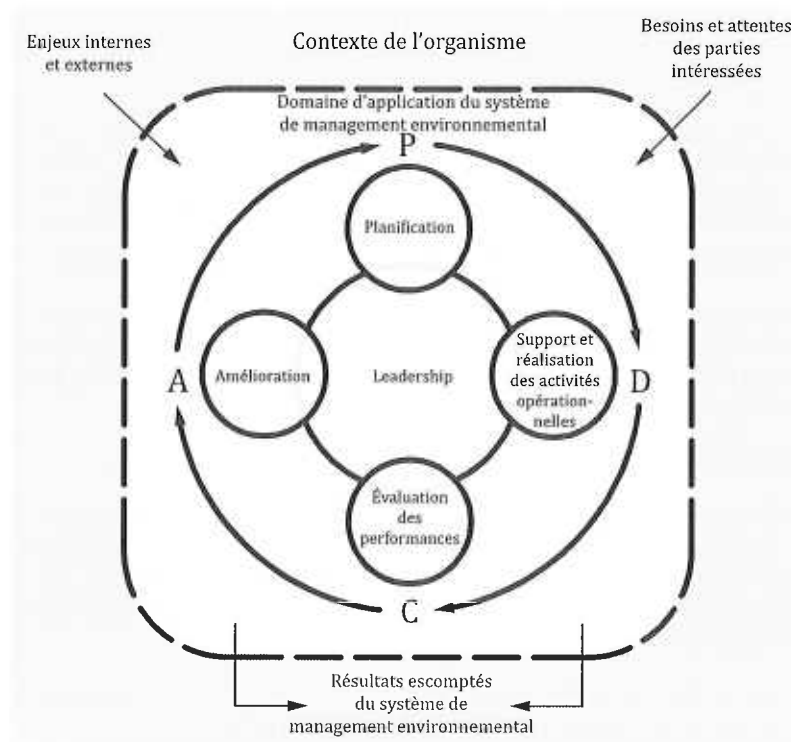 Enjeux internes
et externes
Contexte de l'organisme
Besoins et attentes
des parties
intéressées
Domaine d'application du système
de management environnemental
P
Planification
A
Amélioration
Leadership
Support et
réalisation
des activités
opération-
nelles
D
Évaluation
des
performances
C
Résultats escomptés
du système de
management environnemental